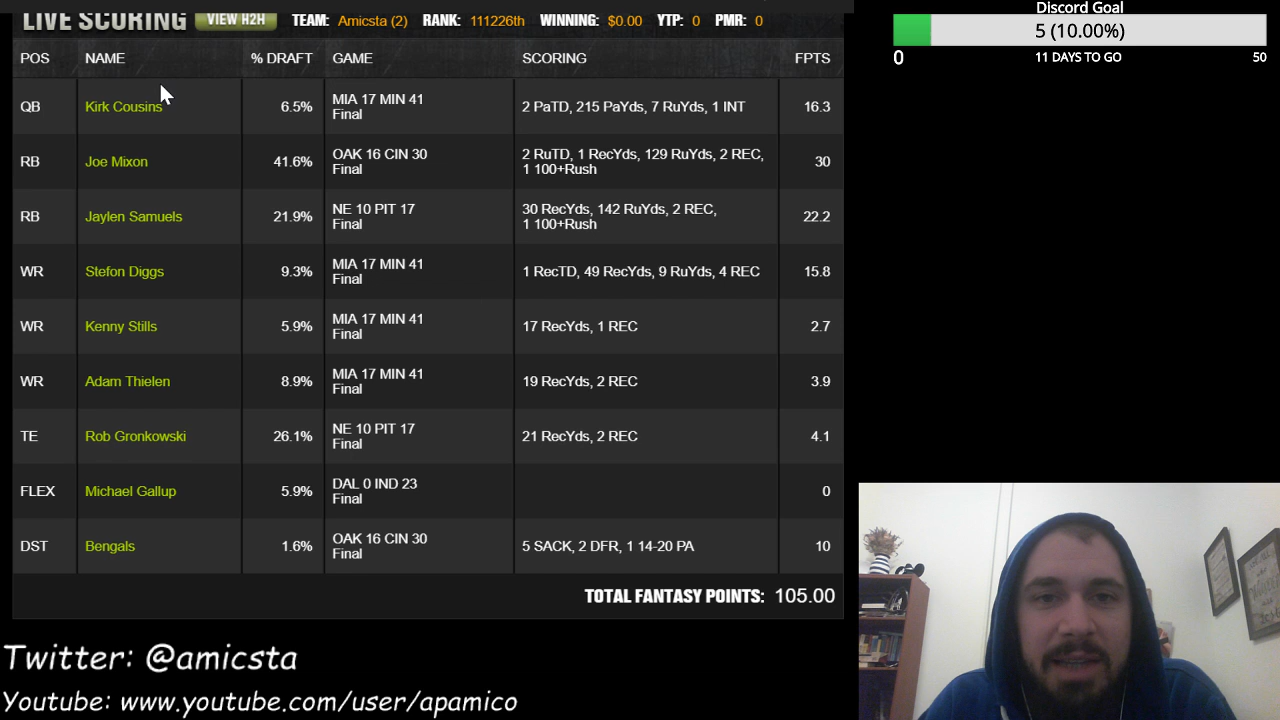 LIVE SCORING VIEW H2H TEAM: Amicsta (2) RANK: 111226th WINNING: $0.00 YTP: 0 PMR: 0
POS NAME % DRAFT GAME SCORING FPTS
QB Kirk Cousins 6.5% MIA 17 MIN 41 2 PaTD, 215 PaYds, 7 RuYds, 1 INT 16.3
Final
RB Joe Mixon 41.6% OAK 16 CIN 30 2 RuTD, 1 RecYds, 129 RuYds, 2 REC, 30
Final 1 100+Rush
RB Jaylen Samuels 21.9% NE 10 PIT 17 30 RecYds, 142 RuYds, 2 REC, 22.2
Final 1 100+Rush
WR Stefon Diggs 9.3% MIA 17 MIN 41 1 RecTD, 49 RecYds, 9 RuYds, 4 REC 15.8
Final
WR Kenny Stills 5.9% MIA 17 MIN 41 17 RecYds, 1 REC 2.7
Final
WR Adam Thielen 8.9% MIA 17 MIN 41 19 RecYds, 2 REC 3.9
Final
TE Rob Gronkowski 26.1% NE 10 PIT 17 21 RecYds, 2 REC 4.1
Final
FLEX Michael Gallup 5.9% DAL 0 IND 23 0
Final
DST Bengals 1.6% OAK 16 CIN 30 5 SACK, 2 DFR, 1 14-20 PA 10
Final
TOTAL FANTASY POINTS: 105.00
Discord Goal
5 (10.00%)
0 11 DAYS TO GO 50
Twitter: @amicsta
Youtube: www.youtube.com/user/apamico